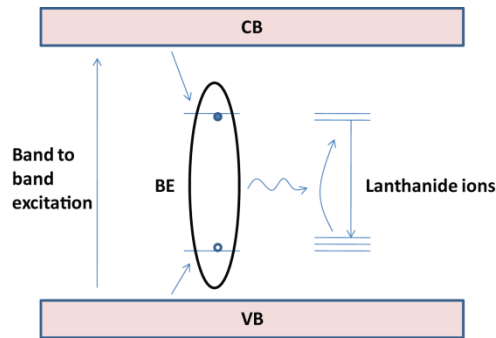 CB
Band to
band
excitation
BE
Lanthanide ions
VB